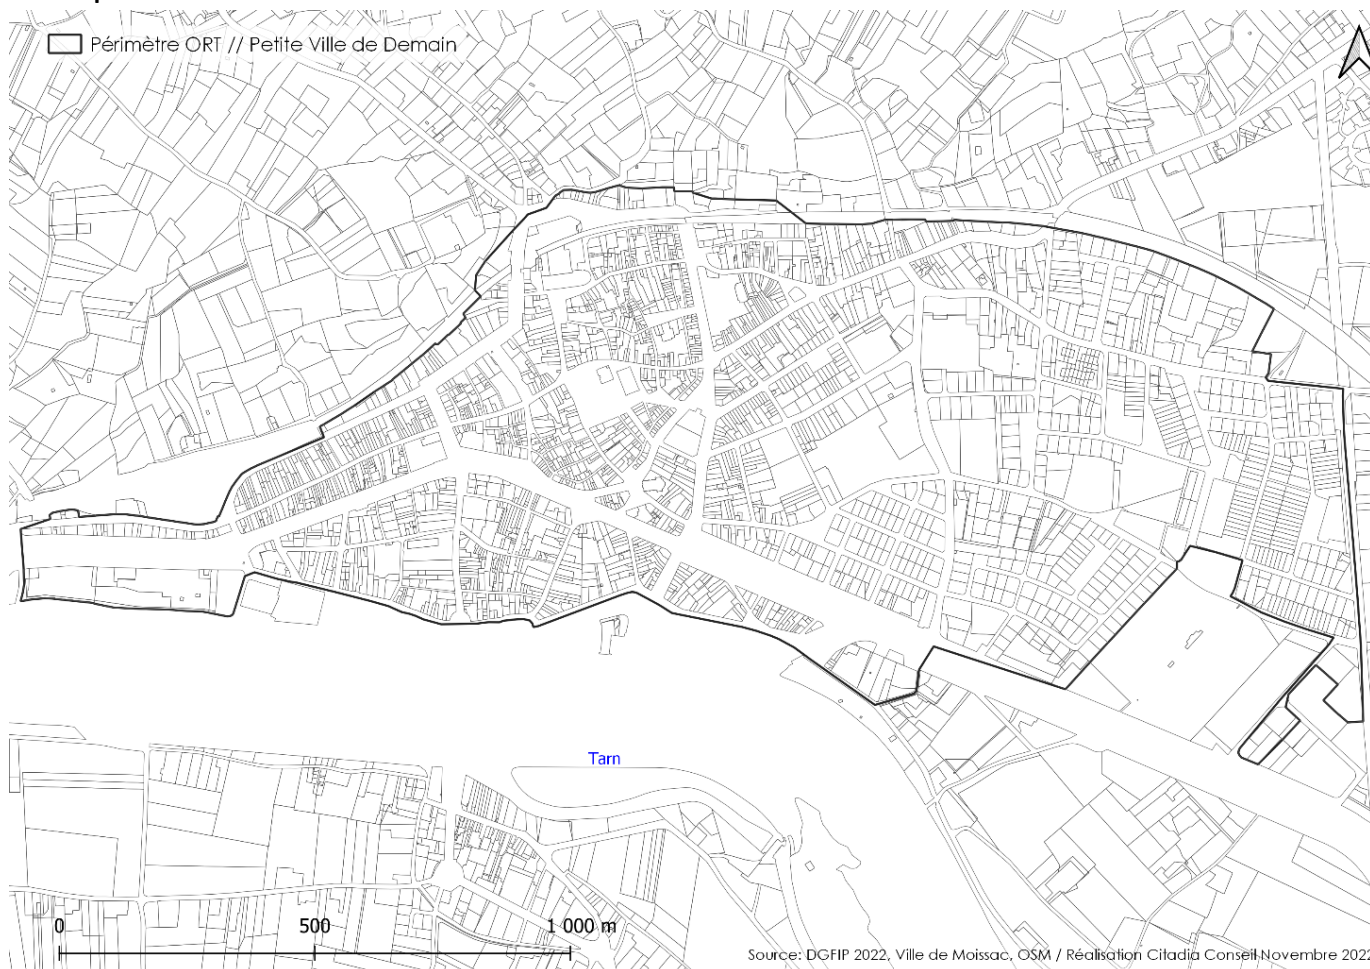 Périmètre ORT // Petite Ville de Demain
Tarn
0 500 1 000 m
Source: DGFIP 2022, Ville de Moissac, OSM / Réalisation Citadia Conseil Novembre 202